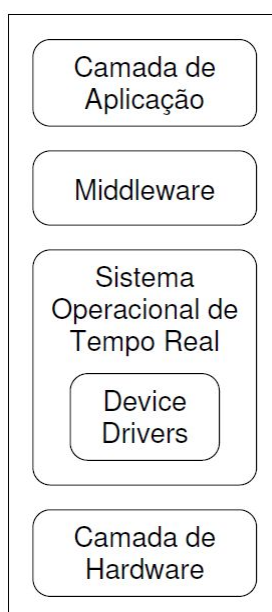 Camada de
Aplicação
Middleware
Sistema
Operacional de
Tempo Real
Device
Drivers
Camada de
Hardware